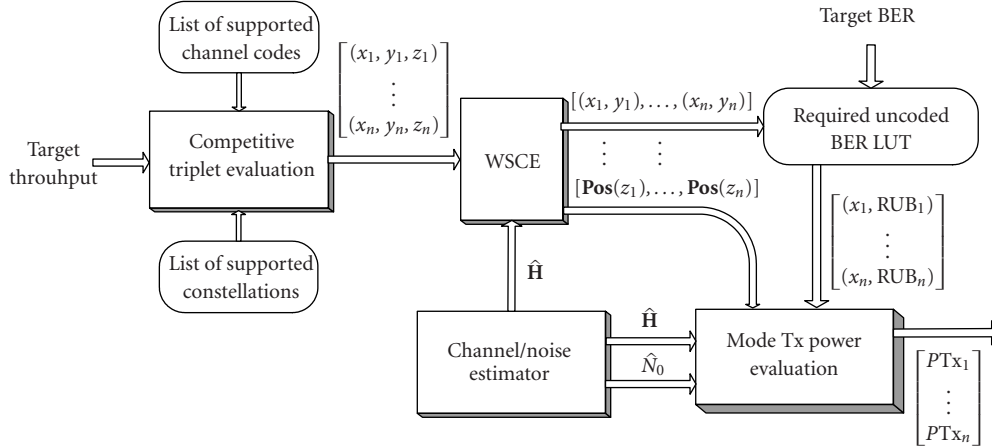 List of supported
channel codes
Target BER
[(x₁, y₁, z₁)
⋮
(xₙ, yₙ, zₙ)]
[(x₁, y₁), . . . , (xₙ, yₙ)]
Required uncoded
BER LUT
Target
throuhput
Competitive
triplet evaluation
WSCE
⋮ ⋮
[Pos(z₁), . . . , Pos(zₙ)]
[(x₁, RUB₁)
⋮
(xₙ, RUBₙ)]
List of supported
constellations
Ĥ
Channel/noise
estimator
Ĥ
N̂₀
Mode Tx power
evaluation
[PTx₁
⋮
PTxₙ]